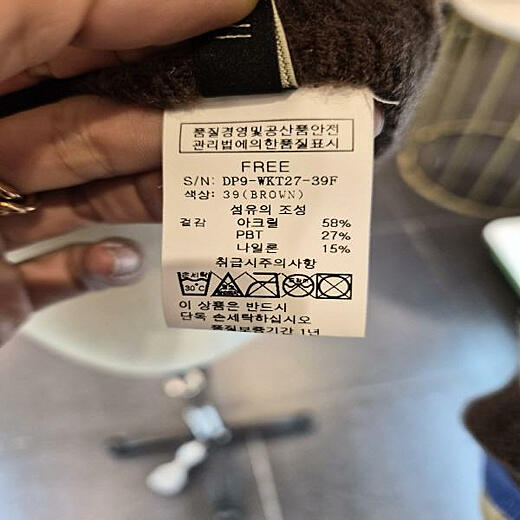 품질경영및공산품안전
관리법에의한품질표시
FREE
S/N: DP9-WKT27-39F
색상: 39(BROWN)
섬유의 조성
겉감 아크릴 58%
PBT 27%
나일론 15%
취급시주의사항
손세탁
30℃
이 상품은 반드시
단독 손세탁하십시오
품질보증기간 1년